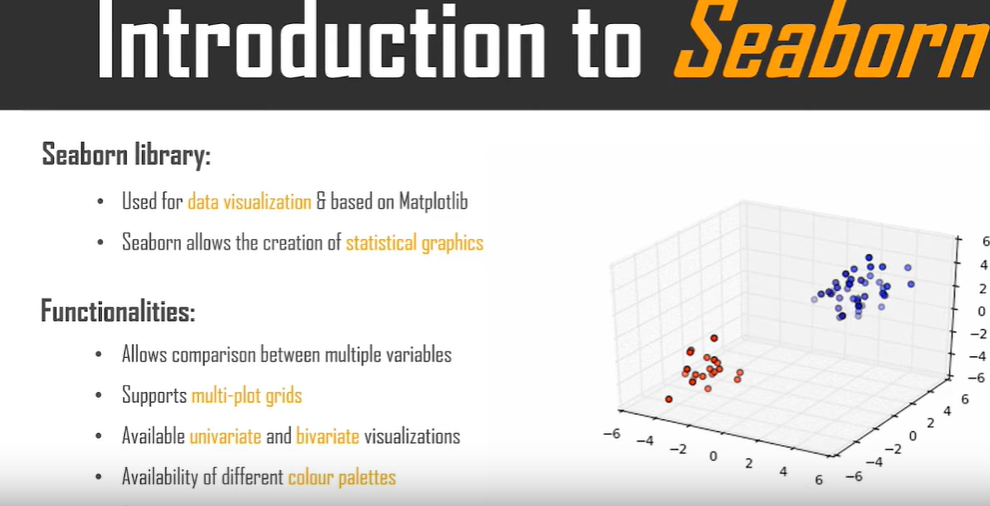 Introduction to Seaborn
Seaborn library:
• Used for data visualization & based on Matplotlib
• Seaborn allows the creation of statistical graphics
Functionalities:
• Allows comparison between multiple variables
• Supports multi-plot grids
• Available univariate and bivariate visualizations
• Availability of different colour palettes
6
4
2
0
−2
−4
−6
6
4
2
0
−2
−4
−6
−6
−4
−2
0
2
4
6